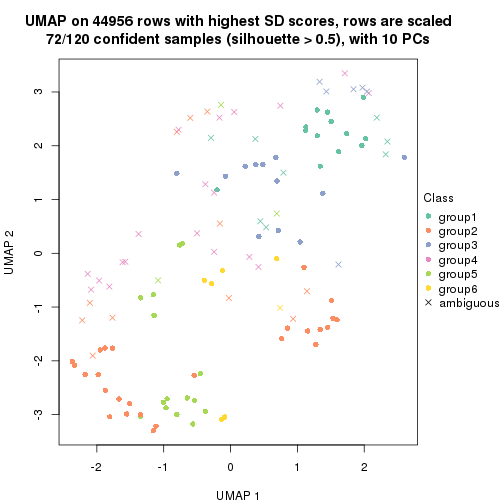 UMAP on 44956 rows with highest SD scores, rows are scaled
72/120 confident samples (silhouette > 0.5), with 10 PCs
3
2
1
0
-1
-2
-3
UMAP 2
-2
-1
0
1
2
UMAP 1
Class
group1
group2
group3
group4
group5
group6
ambiguous